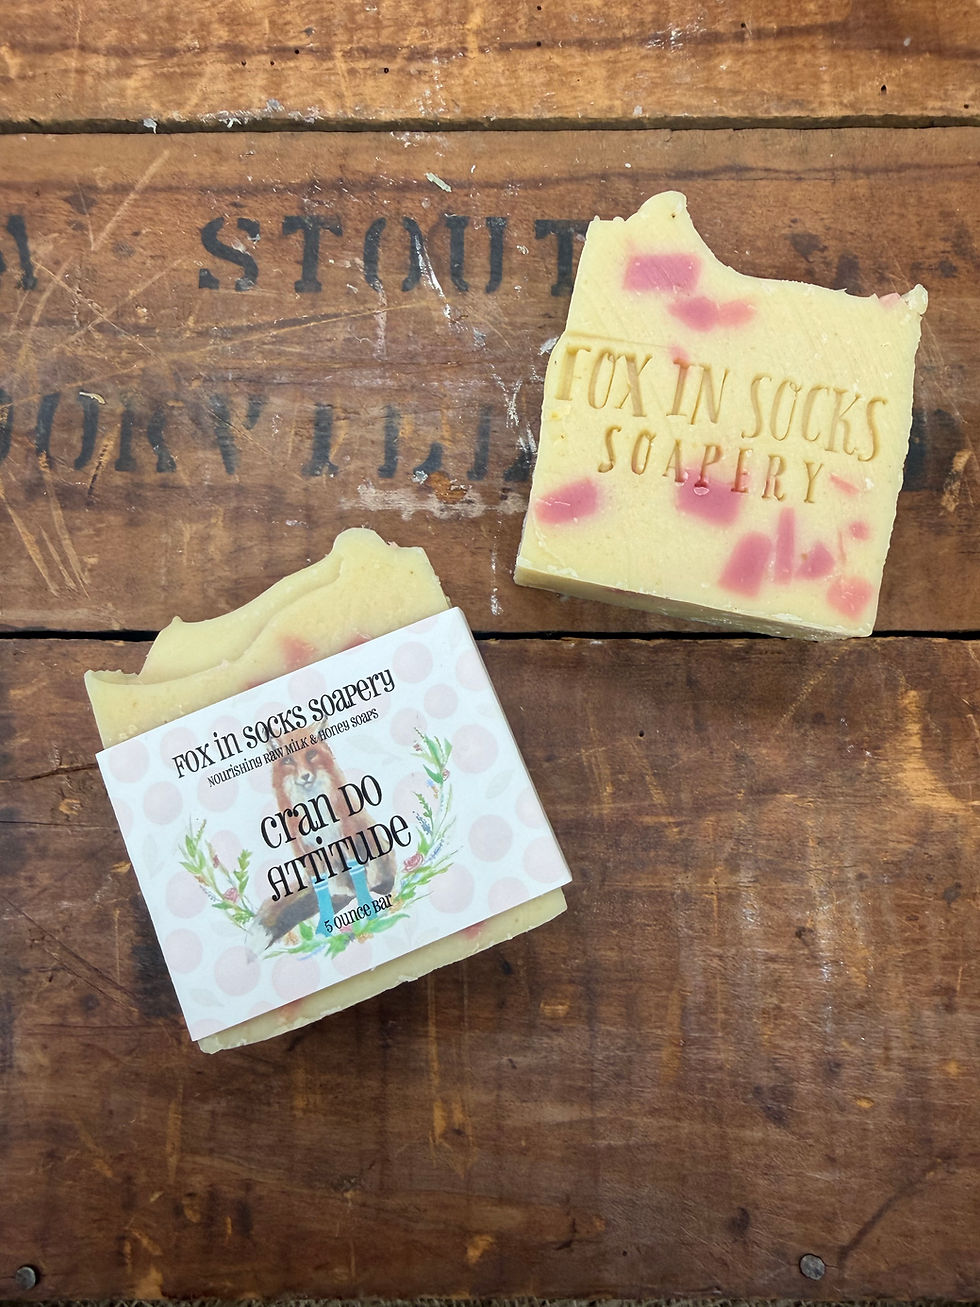 STOUT
FOX IN SOCKS
SOAPERY
FOX in SOCKS SOAPERY
Nourishing RAW MILK & Honey SOAPS
Cran DO
ATTITUDE
5 OUNCE BAR